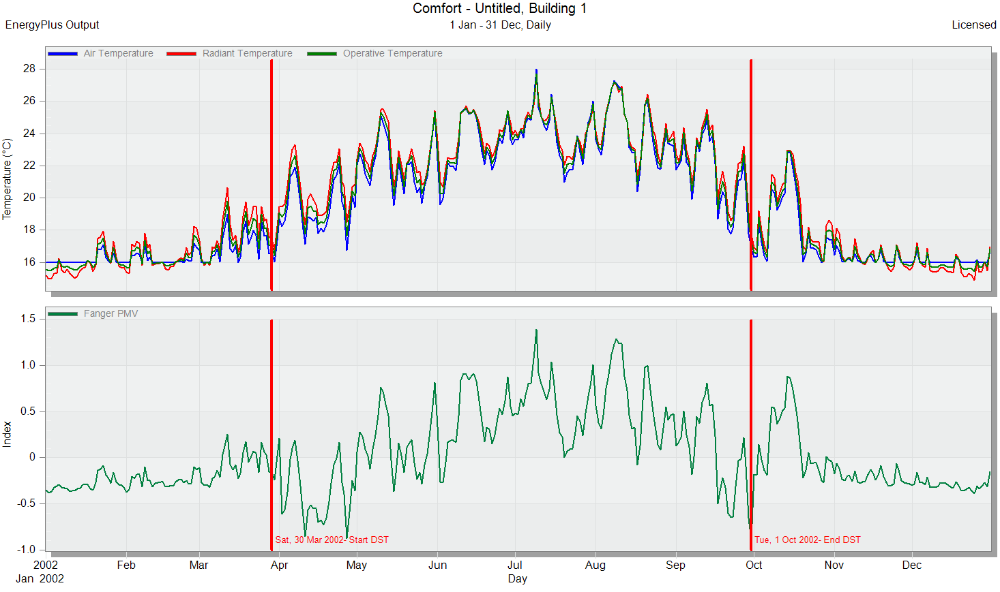 Comfort - Untitled, Building 1
EnergyPlus Output
1 Jan - 31 Dec, Daily
Licensed
Air Temperature
Radiant Temperature
Operative Temperature
28
26
24
22
20
18
16
Temperature (°C)
Fanger PMV
1.5
1.0
0.5
0
-0.5
-1.0
Index
Sat, 30 Mar 2002- Start DST
Tue, 1 Oct 2002- End DST
2002 Feb Mar Apr May Jun Jul Aug Sep Oct Nov Dec
Jan 2002
Day